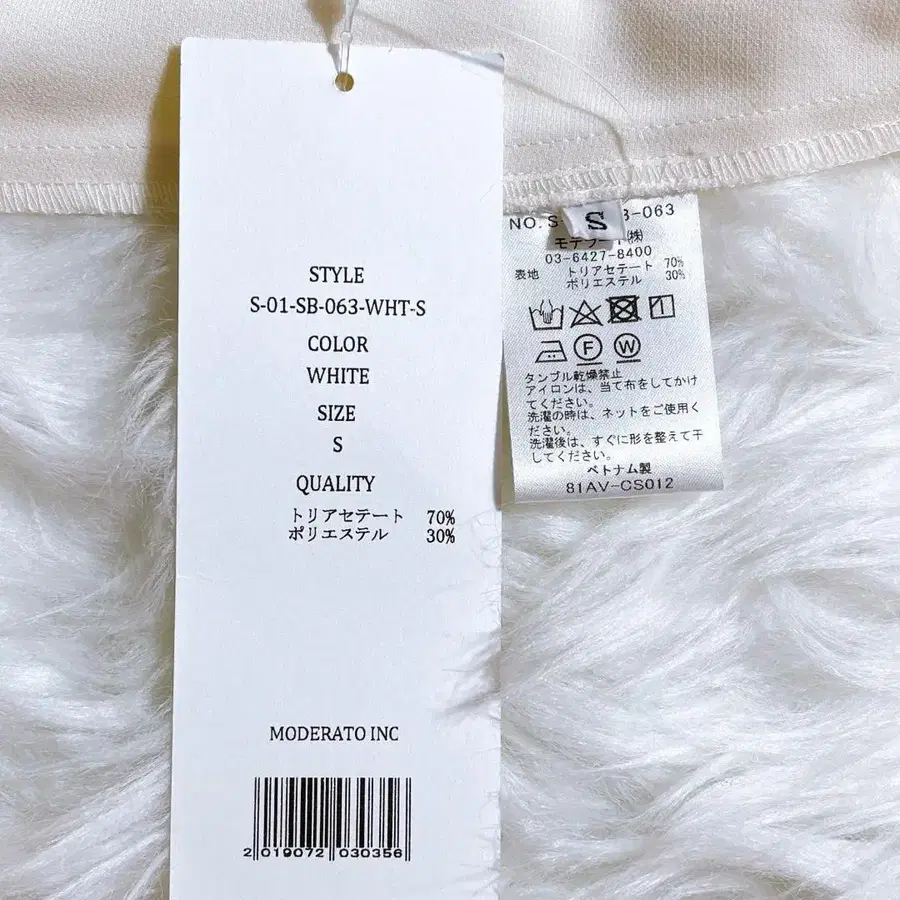 STYLE
S-01-SB-063-WHT-S
COLOR
WHITE
SIZE
S
QUALITY
トリアセテート 70%
ポリエステル 30%
MODERATO INC
2 019072 030356
NO.S- 3-063
S
(株)
03-6427-8400
表地 トリアセテート 70%
ポリエステル 30%
F W
タンブル乾燥禁止
アイロンは、当て布をしてかけ
てください。
洗濯の時は、ネットをご使用く
ださい。
洗濯後は、すぐに形を整えて干
してください。
ベトナム製
81AV-CS012